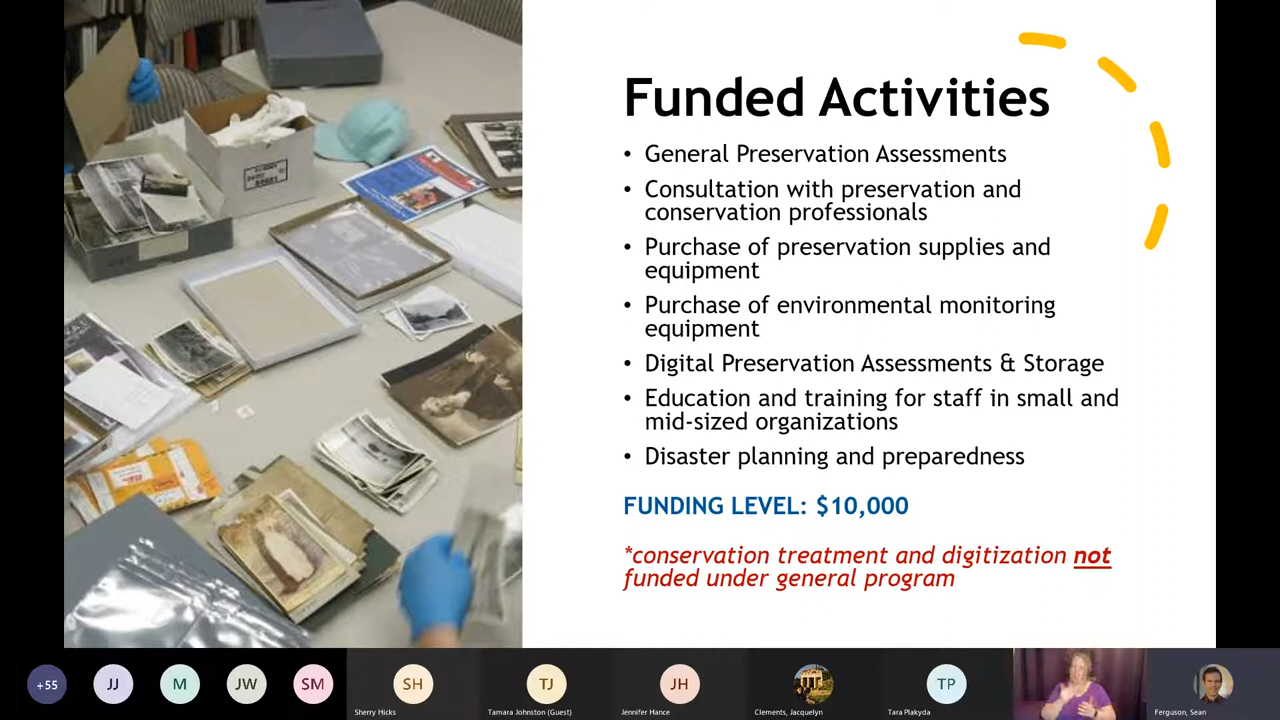 Funded Activities
• General Preservation Assessments
• Consultation with preservation and
conservation professionals
• Purchase of preservation supplies and
equipment
• Purchase of environmental monitoring
equipment
• Digital Preservation Assessments & Storage
• Education and training for staff in small and
mid-sized organizations
• Disaster planning and preparedness
FUNDING LEVEL: $10,000
*conservation treatment and digitization not
funded under general program
+55
JJ
M
JW
SM
SH
TJ
JH
TP
Sherry Hicks
Tamara Johnston (Guest)
Jennifer Hance
Clements, Jacquelyn
Tara Plakyda
Ferguson, Sean